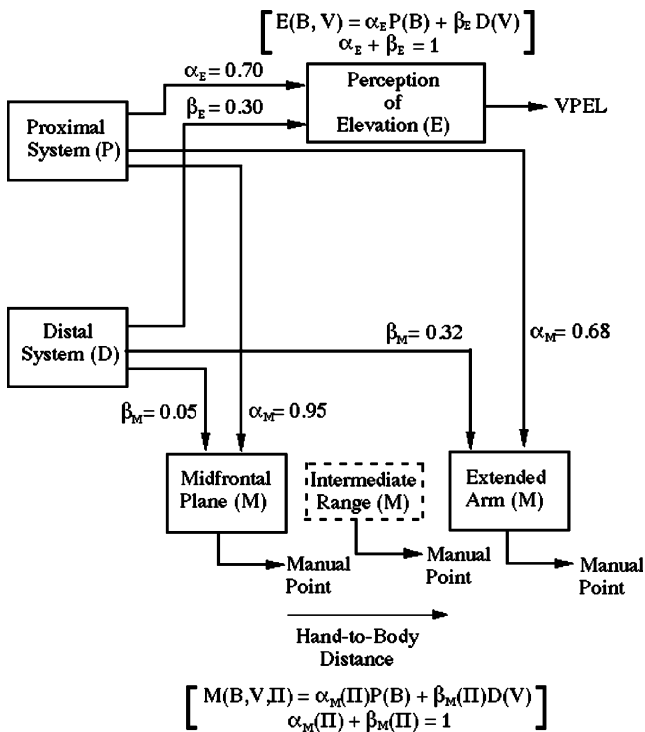 E(B, V) = αE P(B) + βE D(V)
αE + βE = 1
αE = 0.70
βE = 0.30
Perception
of
Elevation (E)
VPEL
Proximal
System (P)
Distal
System (D)
βM = 0.32
αM = 0.68
βM = 0.05
αM = 0.95
Midfrontal
Plane (M)
Intermediate
Range (M)
Extended
Arm (M)
Manual
Point
Manual
Point
Manual
Point
Hand-to-Body
Distance
M(B,V,Π) = αM(Π)P(B) + βM(Π)D(V)
αM(Π) + βM(Π) = 1